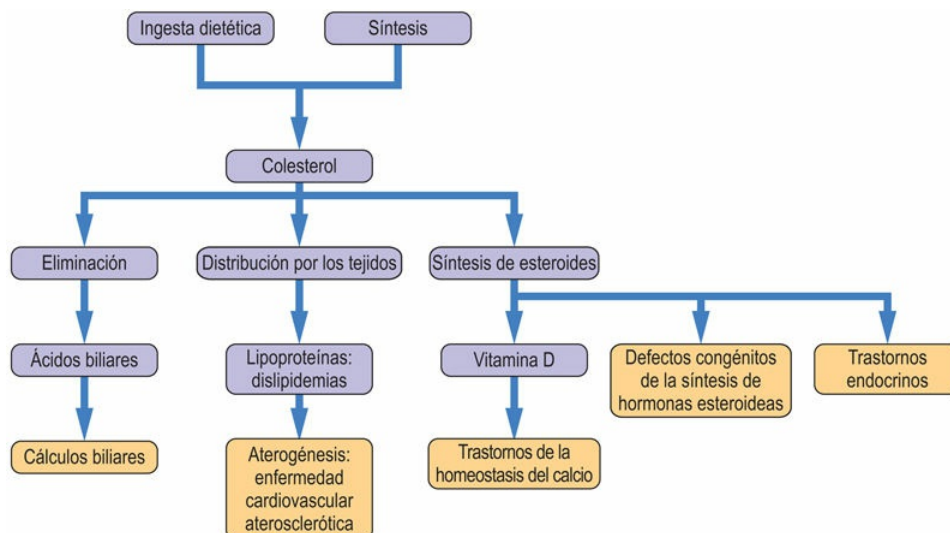 Ingesta dietética
Síntesis
Colesterol
Eliminación
Distribución por los tejidos
Síntesis de esteroides
Ácidos biliares
Lipoproteínas:
dislipidemias
Vitamina D
Defectos congénitos
de la síntesis de
hormonas esteroideas
Trastornos
endocrinos
Cálculos biliares
Aterogénesis:
enfermedad
cardiovascular
aterosclerótica
Trastornos de la
homeostasis del calcio